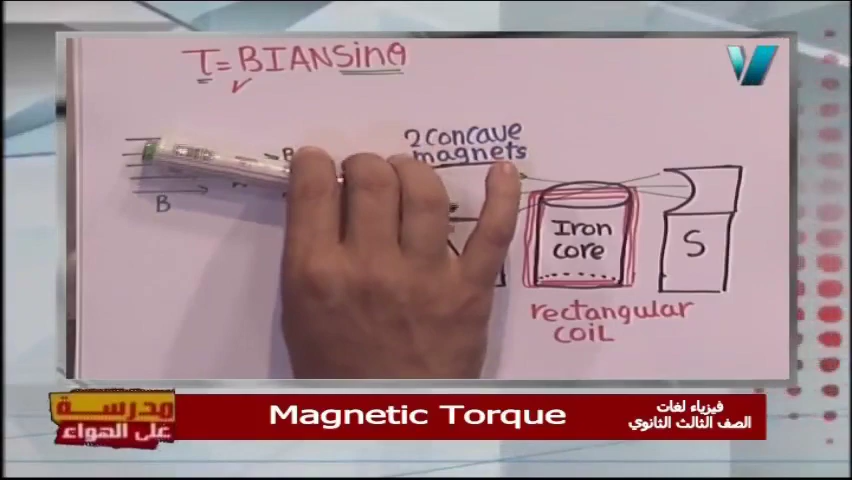 τ = BIANSinθ
2 concave
magnets
B
B
Iron
core
S
rectangular
coil
مدرسة
على الهواء
Magnetic Torque
فيزياء لغات
الصف الثالث الثانوي